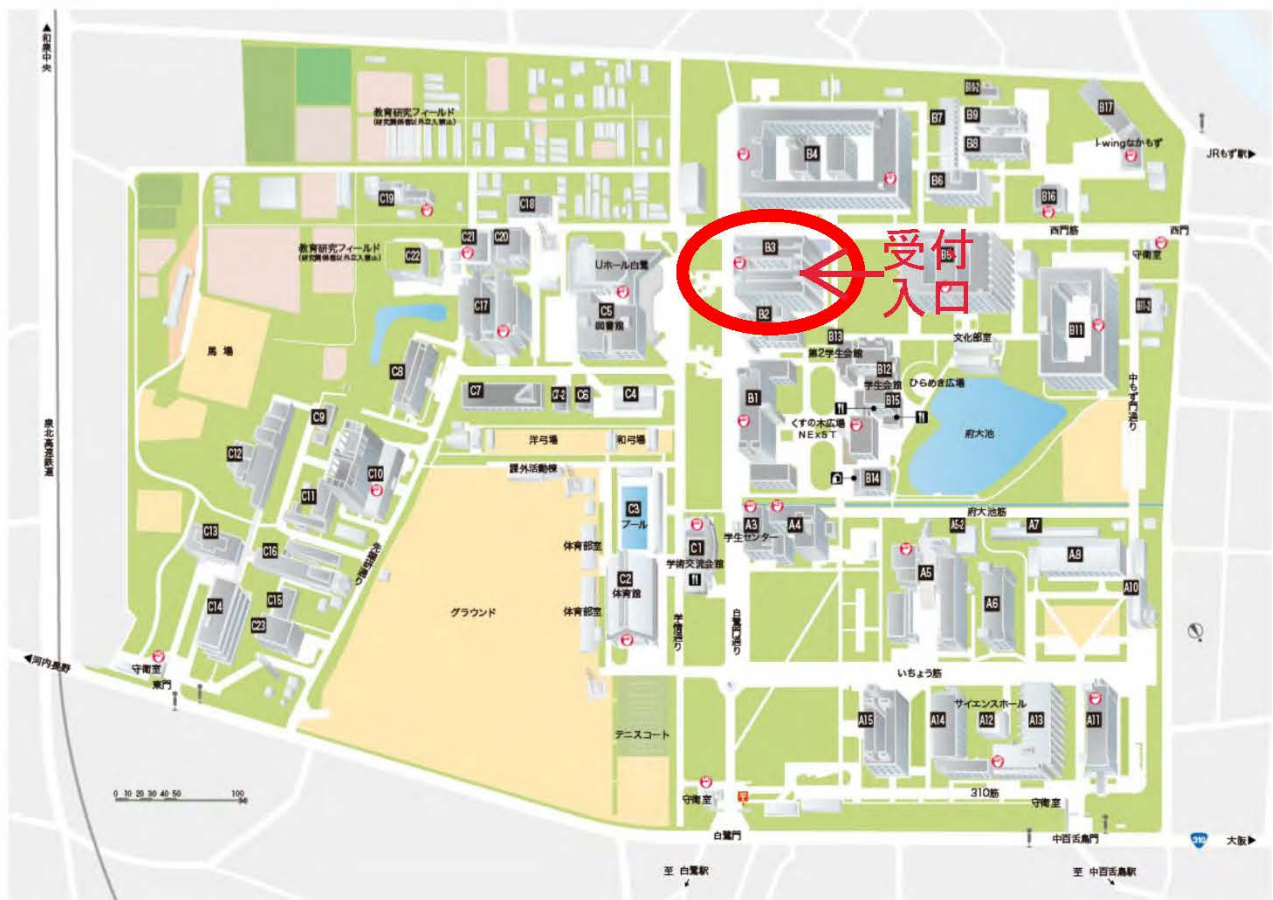 ▲和泉中央
教育研究フィールド
(研究関係者以外立入禁止)
B10-2
B17
B7
B9
B8
I-wingなかもず
JRもず駅▶
B4
B6
B16
西門筋
西門
守衛室
C19
C18
C21
C20
教育研究フィールド
(研究関係者以外立入禁止)
C22
Uホール白鷺
C17
C5
図書館
B3
受付
入口
B2
B5
B11-2
B11
B13
第2学生会館
文化部室
B12
学生会館
ひらめき広場
B15
馬場
C8
C7
C7-2
C6
C4
B1
くすの木広場
NExST
府大池
中もず門通り
泉北高速鉄道
C9
C12
C10
C11
洋弓場
和弓場
課外活動棟
C3
プール
B14
府大池筋
C13
C16
体育部室
C1
学術交流会館
A3
A4
学生センター
A5-2
A7
A9
A5
A6
A10
C2
体育館
C14
C15
C23
グラウンド
体育部室
学情通り
白鷺門通り
◀河内長野
守衛室
東門
いちょう筋
テニスコート
A15
A14
サイエンスホール
A12
A13
A11
0 10 20 30 40 50 100
守衛室
310筋
守衛室
白鷺門
中百舌鳥門
310
大阪▶
至 白鷺駅
至 中百舌鳥駅